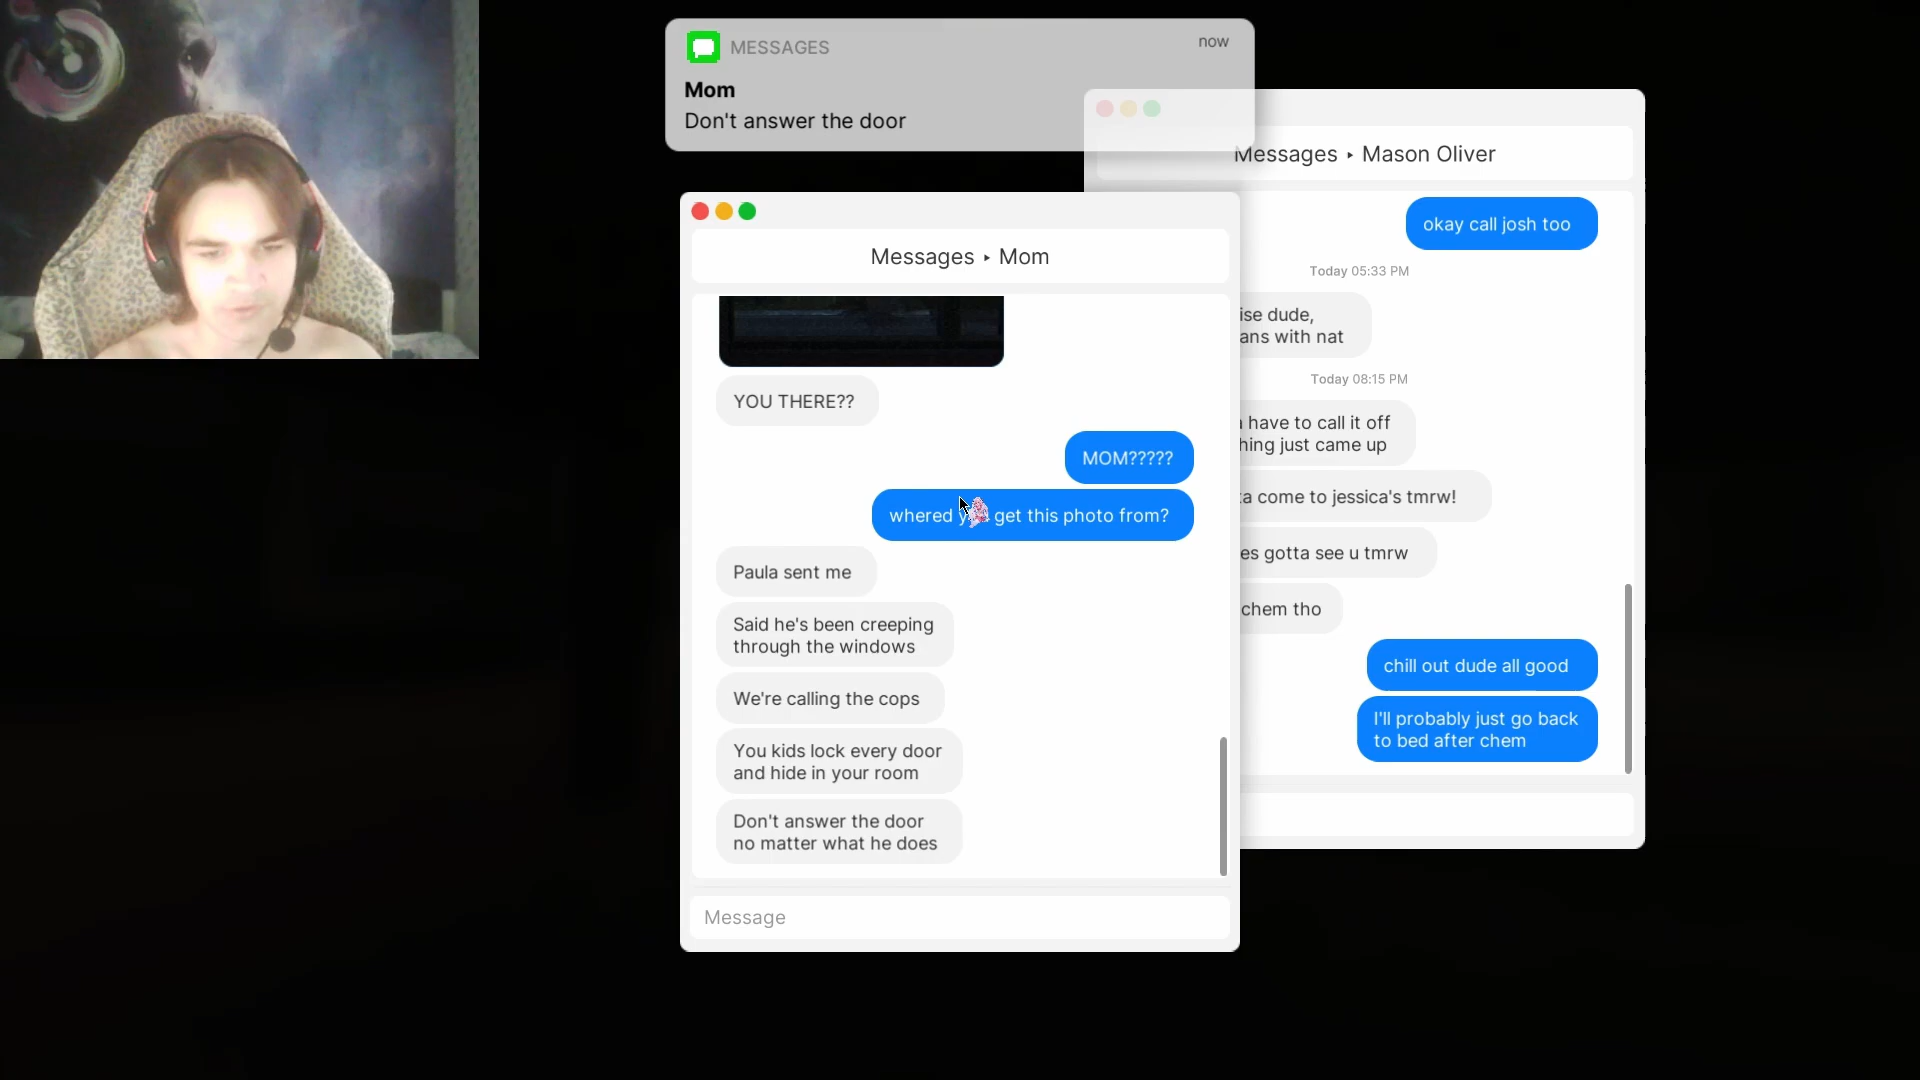 MESSAGES
now
Mom
Don't answer the door
Messages ‣ Mason Oliver
okay call josh too
Today 05:33 PM
ise dude,
ans with nat
Today 08:15 PM
have to call it off
hing just came up
ta come to jessica's tmrw!
es gotta see u tmrw
chem tho
chill out dude all good
I'll probably just go back
to bed after chem
Messages ‣ Mom
YOU THERE??
MOM?????
whered get this photo from?
Paula sent me
Said he's been creeping
through the windows
We're calling the cops
You kids lock every door
and hide in your room
Don't answer the door
no matter what he does
Message